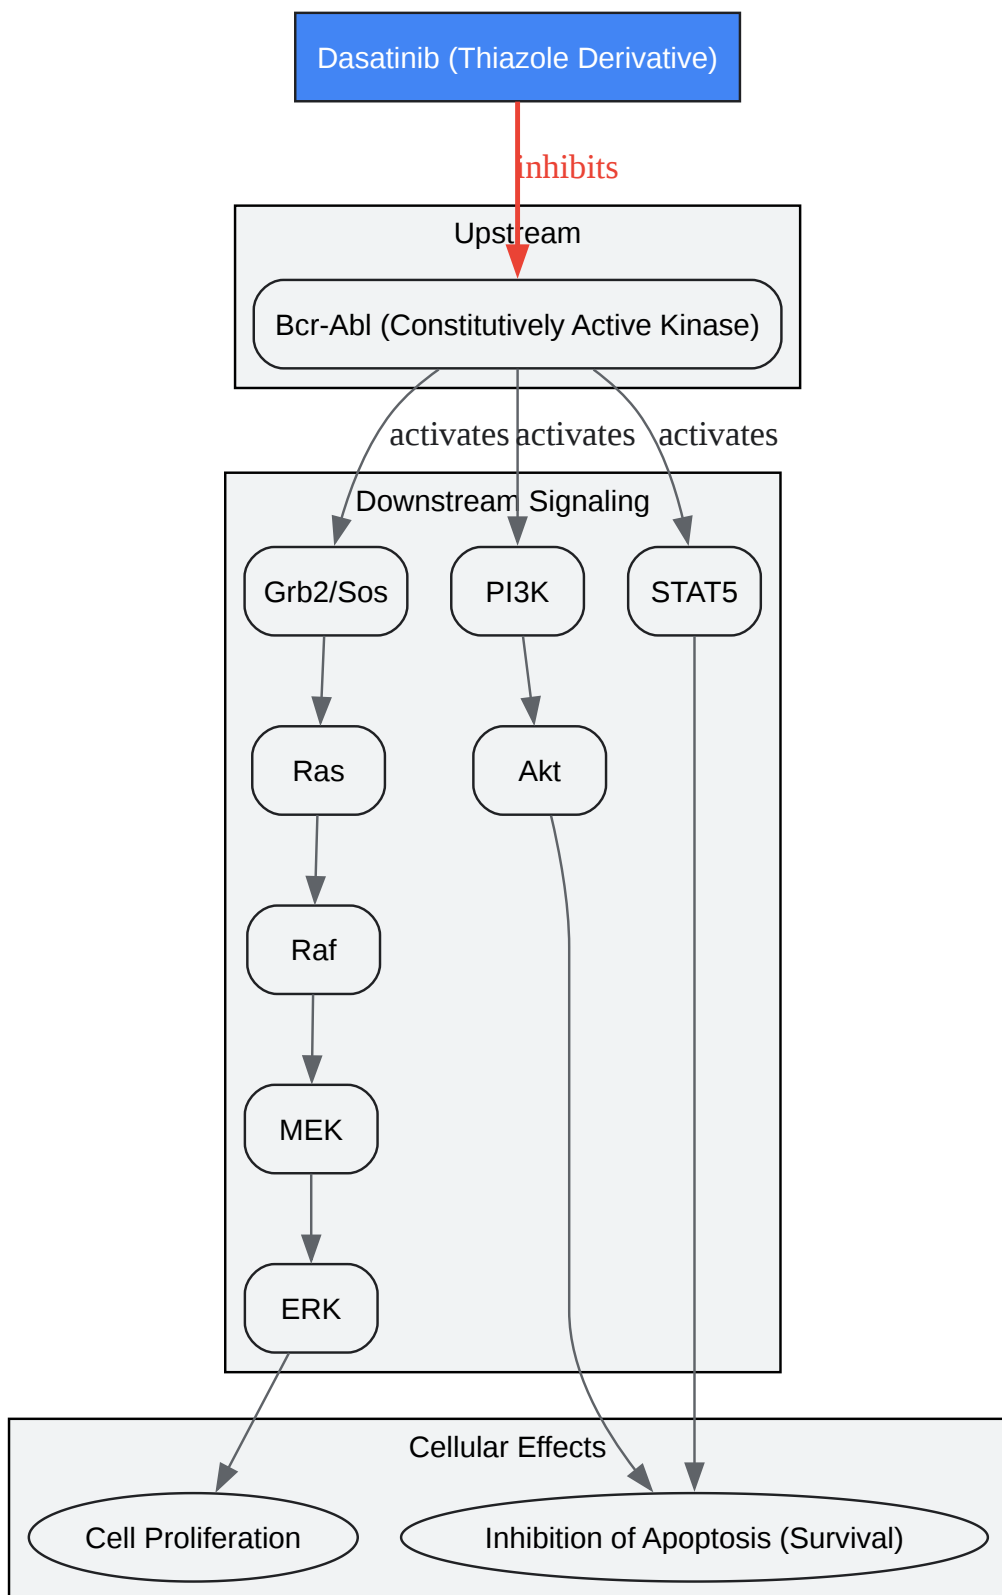 Dasatinib (Thiazole Derivative)
inhibits
Upstream
Bcr-Abl (Constitutively Active Kinase)
activates activates activates
Downstream Signaling
Grb2/Sos PI3K STAT5
Ras Akt
Raf
MEK
ERK
Cellular Effects
Cell Proliferation Inhibition of Apoptosis (Survival)